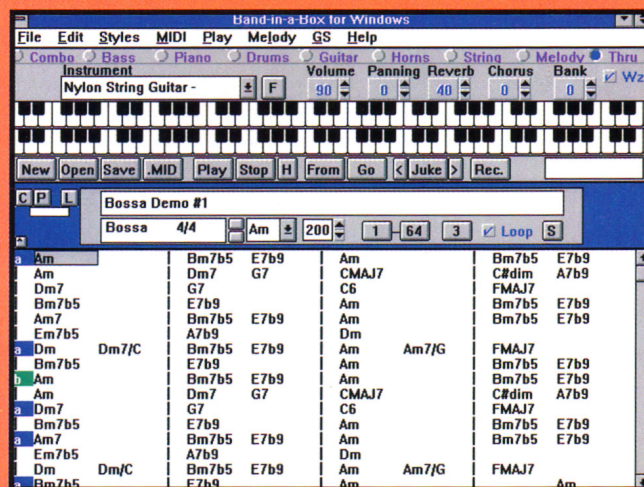 Band-in-a-Box for Windows
File Edit Styles MIDI Play Melody GS Help
Combo Bass Piano Drums Guitar Horns String Melody Thru
Instrument Volume Panning Reverb Chorus Bank
Nylon String Guitar - F 90 0 40 0 0 Wz
New Open Save .MID Play Stop H From Go < Juke > Rec.
C P L Bossa Demo #1
Bossa 4/4 Am 200 1 - 64 3 Loop S
a Am Bm7b5 E7b9 Am Bm7b5 E7b9
Am Dm7 G7 CMAJ7 C#dim A7b9
Dm7 G7 C6 FMAJ7
Bm7b5 E7b9 Am Bm7b5 E7b9
Am7 Bm7b5 E7b9 Am Bm7b5 E7b9
Em7b5 A7b9 Dm
a Dm Dm7/C Bm7b5 E7b9 Am Am7/G FMAJ7
Bm7b5 E7b9 Am Bm7b5 E7b9
b Am Bm7b5 E7b9 Am Bm7b5 E7b9
Am Dm7 G7 CMAJ7 C#dim A7b9
a Dm7 G7 C6 FMAJ7
Bm7b5 E7b9 Am Bm7b5 E7b9
a Am7 Bm7b5 E7b9 Am Bm7b5 E7b9
Em7b5 A7b9 Dm
Dm Dm/C Bm7b5 E7b9 Am Am7/G FMAJ7
a Bm7b5 E7b9 Am Am